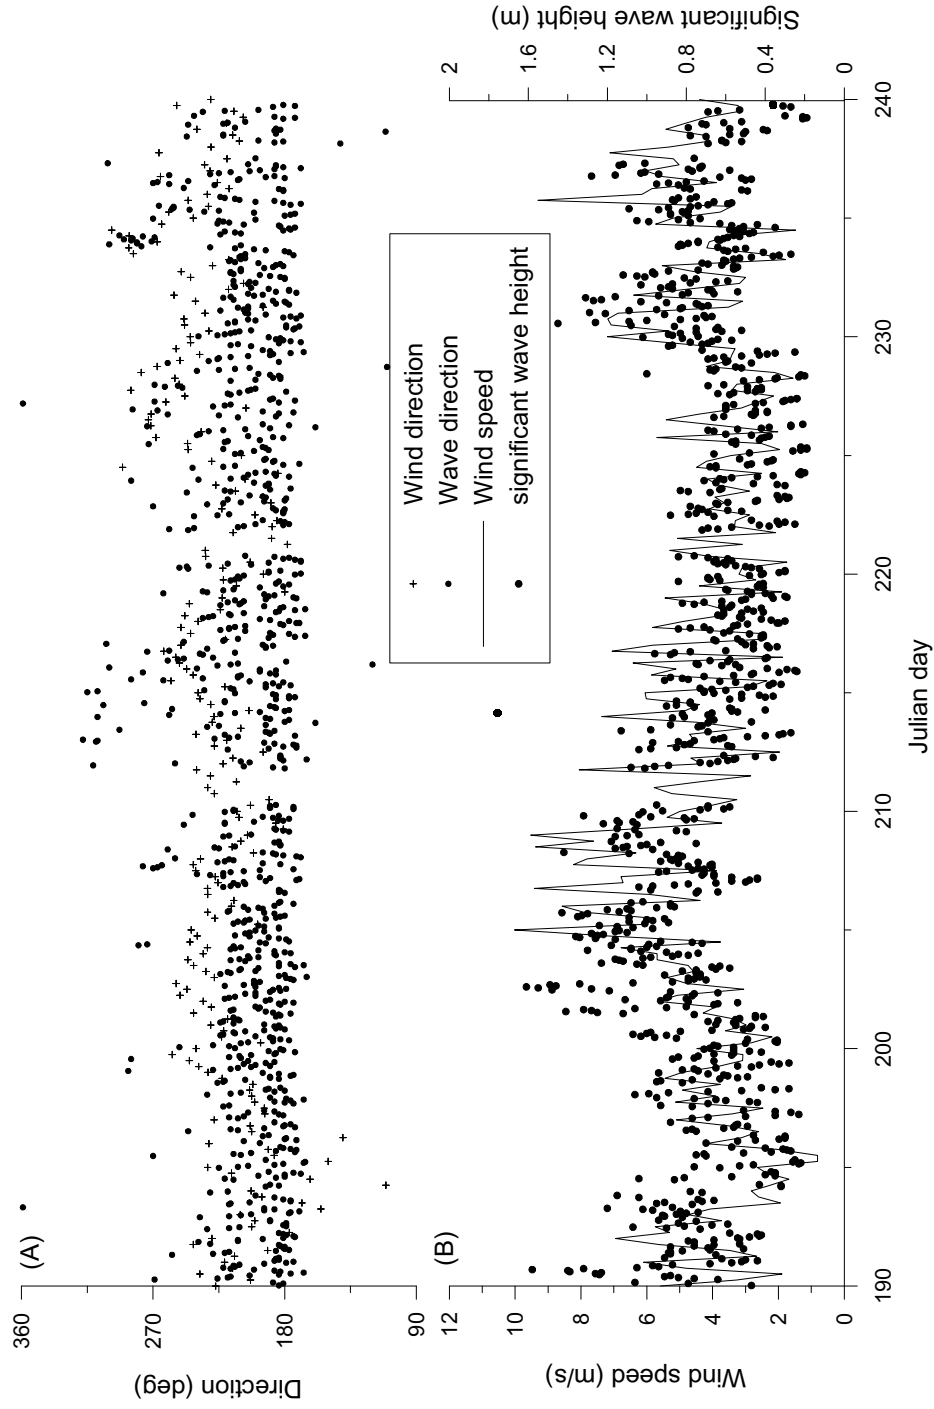 (A)
360
270
180
90
Direction (deg)
Wind direction
Wave direction
Wind speed
significant wave height
(B)
12
10
8
6
4
2
0
Wind speed (m/s)
2
1.6
1.2
0.8
0.4
0
Significant wave height (m)
190
200
210
220
230
240
Julian day